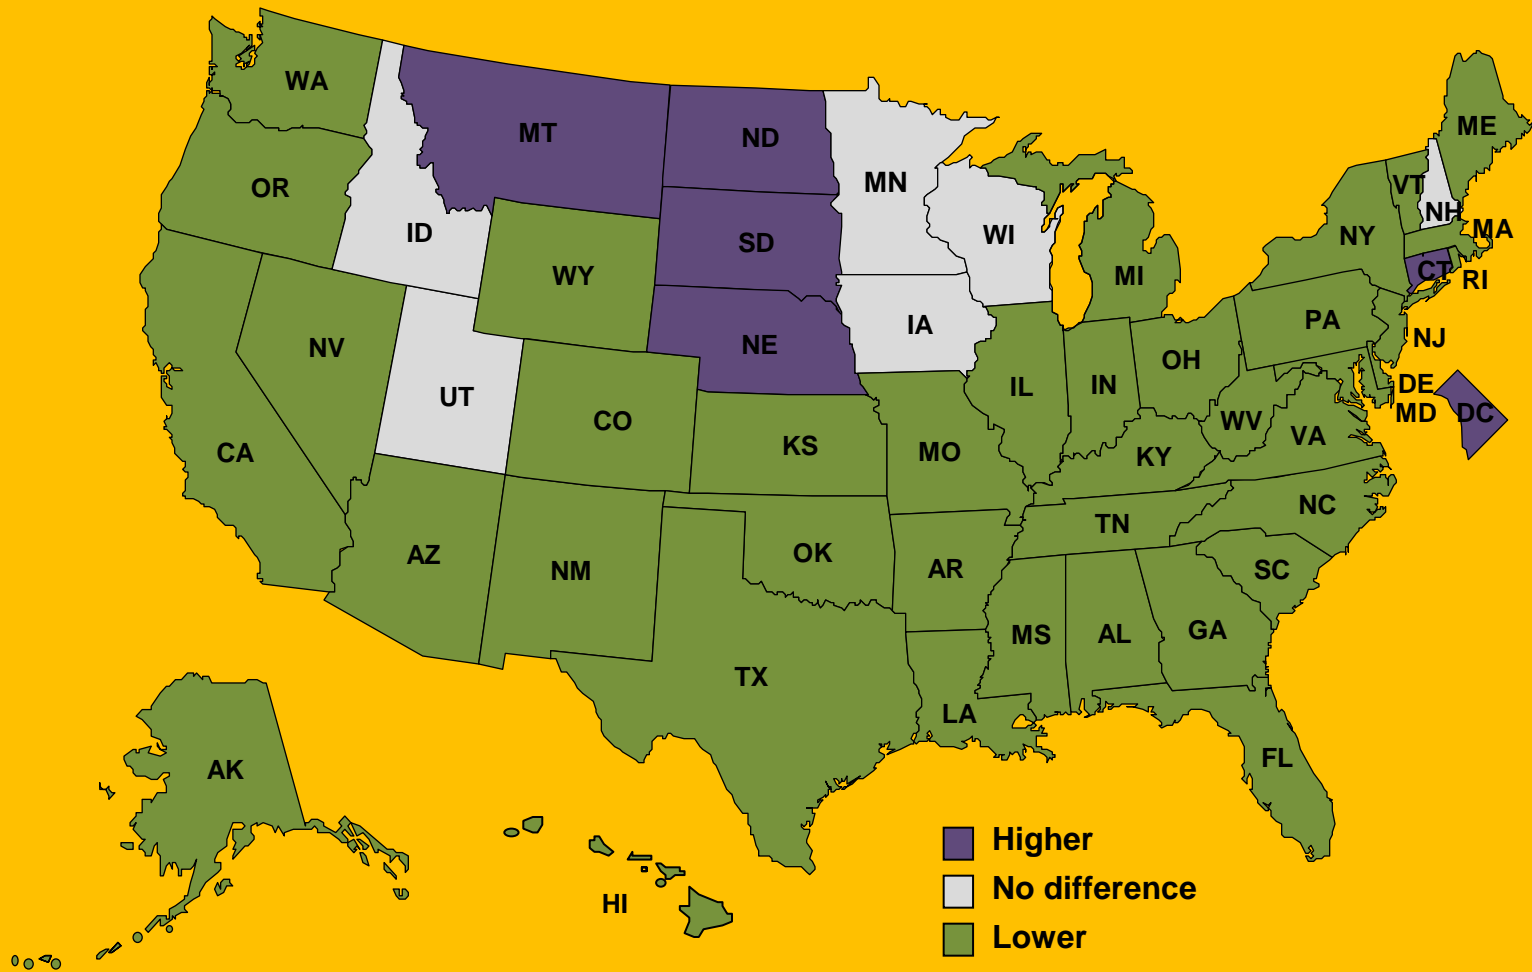 WA
MT
ND
MN
ME
OR
ID
SD
WI
VT
NH
NY
MA
WY
MI
CT
RI
NV
UT
NE
IA
PA
NJ
CA
CO
KS
MO
IL
IN
OH
WV
DE
MD
DC
VA
KY
AZ
NM
OK
AR
TN
NC
SC
TX
LA
MS
AL
GA
FL
AK
HI
Higher
No difference
Lower